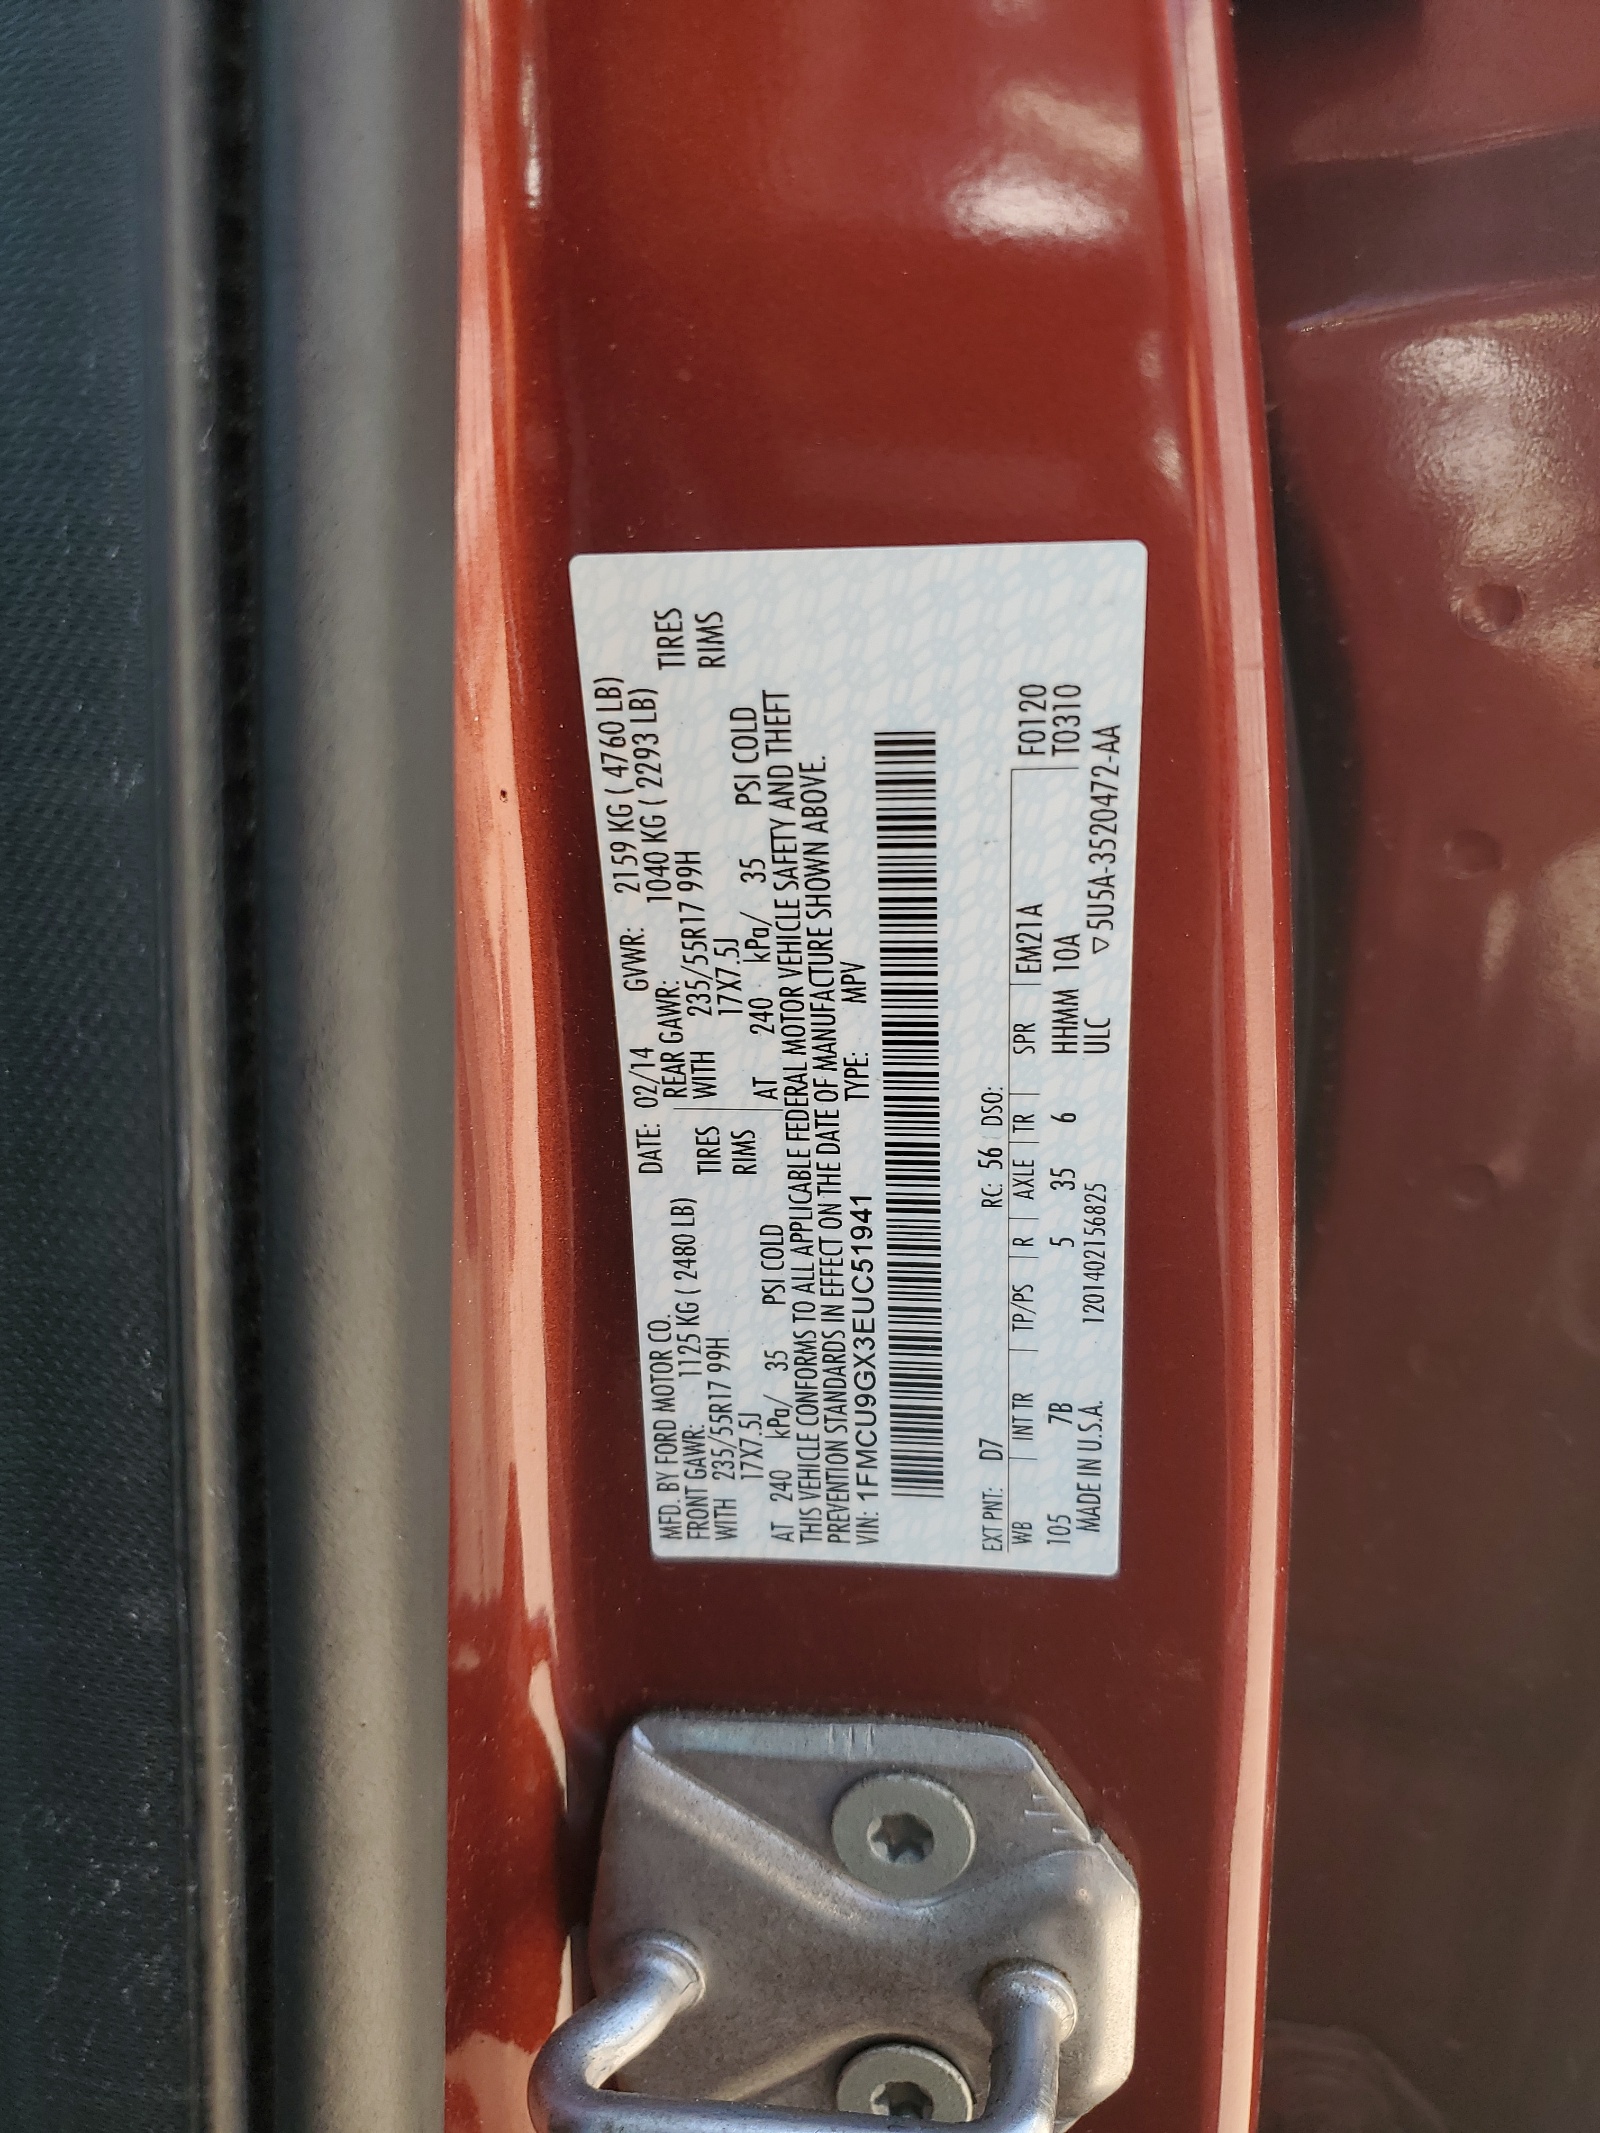 MFD. BY FORD MOTOR CO. DATE: 02/14 GVWR: 2159 KG ( 4760 LB)
FRONT GAWR: 1125 KG ( 2480 LB) REAR GAWR: 1040 KG ( 2293 LB)
WITH 235/55R17 99H TIRES WITH 235/55R17 99H TIRES
17X7.5J RIMS 17X7.5J RIMS
AT 240 kPa/ 35 PSI COLD AT 240 kPa/ 35 PSI COLD
THIS VEHICLE CONFORMS TO ALL APPLICABLE FEDERAL MOTOR VEHICLE SAFETY AND THEFT
PREVENTION STANDARDS IN EFFECT ON THE DATE OF MANUFACTURE SHOWN ABOVE.
VIN: 1FMCU9GX3EUC51941 TYPE: MPV
EXT PNT: D7 RC: 56 DSO:
WB INT TR TP/PS R AXLE TR SPR EM21A F0120
105 7B 5 35 6 HHMM 10A T0310
MADE IN U.S.A. 1201402156825 ULC ▽5U5A-3520472-AA